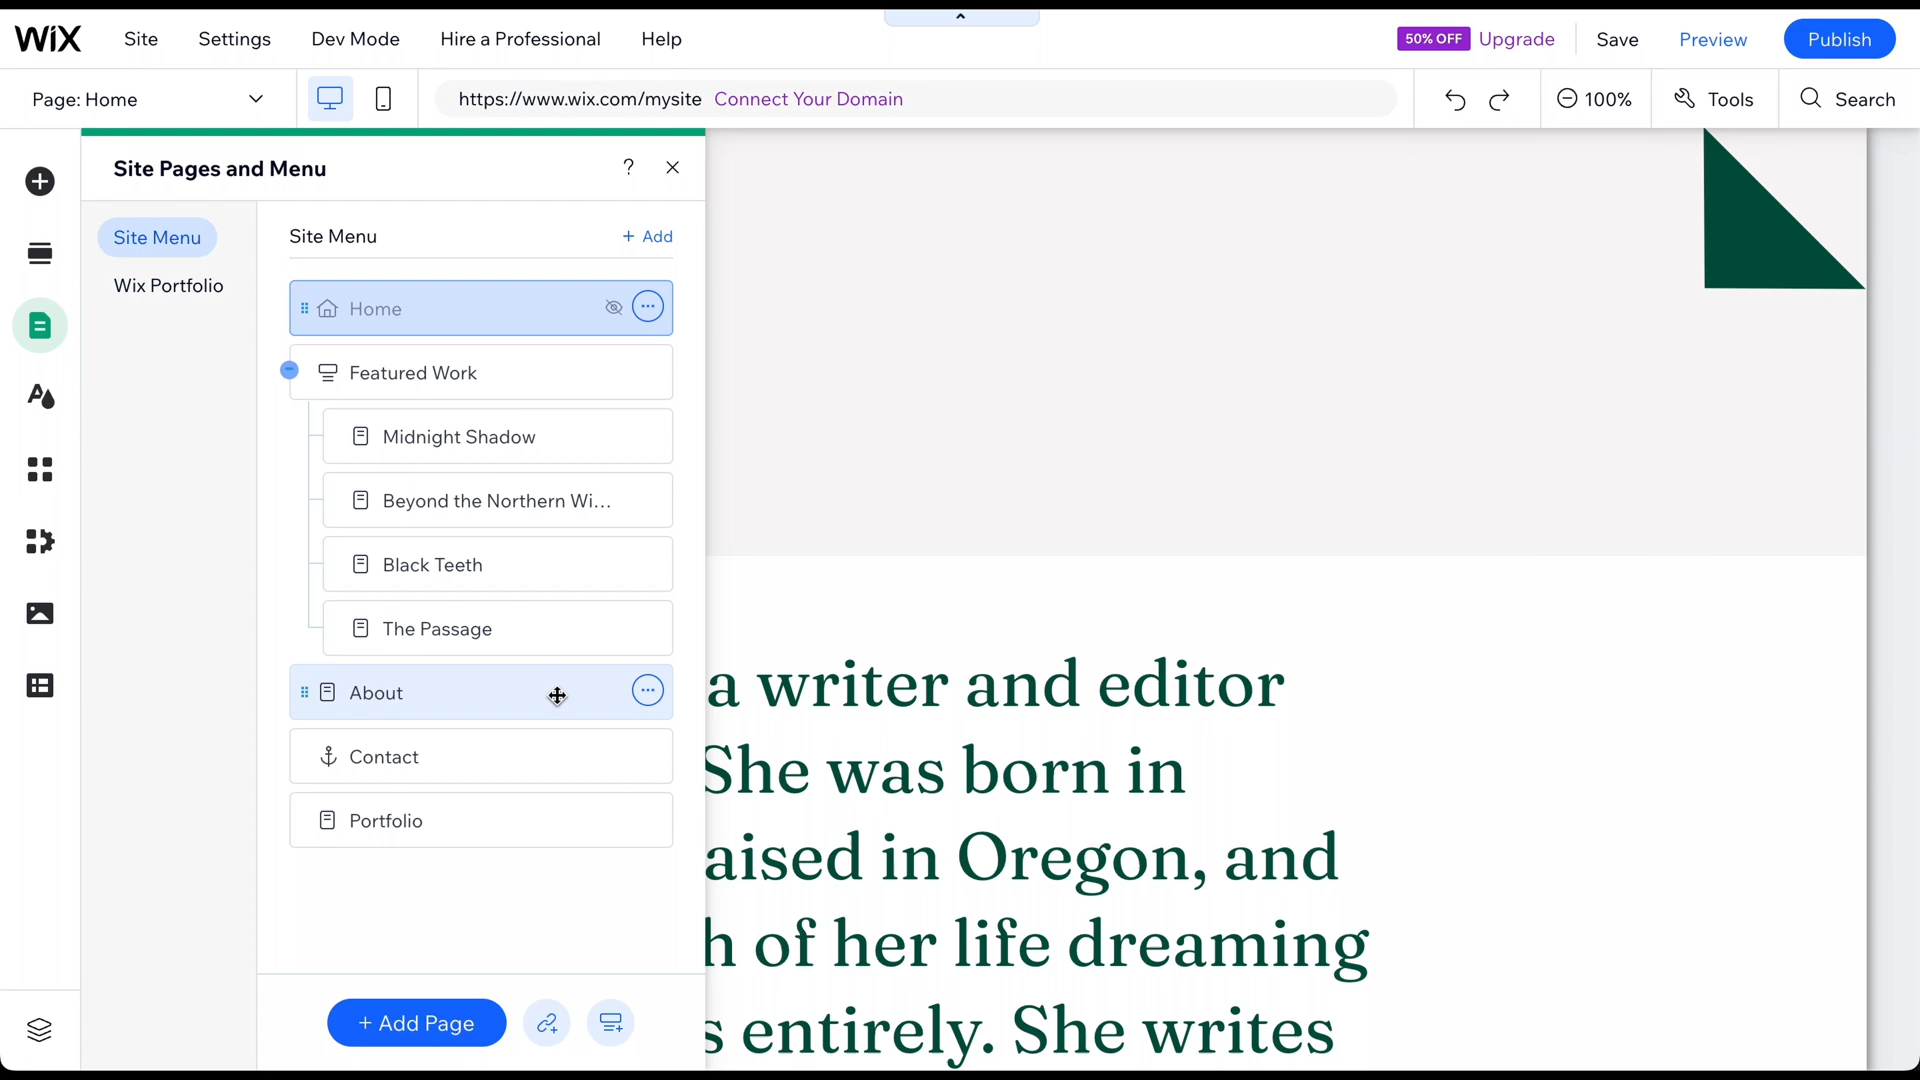 WIX Site Settings Dev Mode Hire a Professional Help 50% OFF Upgrade Save Preview Publish
Page: Home https://www.wix.com/mysite Connect Your Domain 100% Tools Search
Site Pages and Menu ?
Site Menu
Wix Portfolio
Site Menu + Add
Home
Featured Work
Midnight Shadow
Beyond the Northern Wi...
Black Teeth
The Passage
About
Contact
Portfolio
+ Add Page
a writer and editor
She was born in
aised in Oregon, and
h of her life dreaming
s entirely. She writes